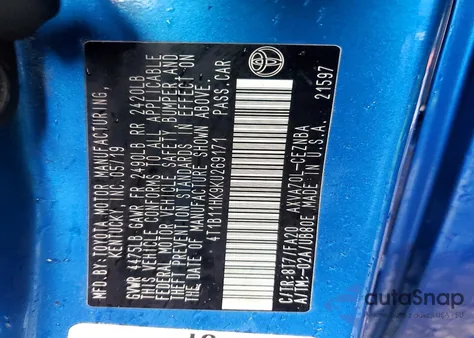 MFD. BY: TOYOTA MOTOR MANUFACTURING,
KENTUCKY, INC. 05/19
GVWR 4475LB GAWR FR 2480LB RR 2420LB
THIS VEHICLE CONFORMS TO ALL APPLICABLE
FEDERAL MOTOR VEHICLE SAFETY, BUMPER, AND
THEFT PREVENTION STANDARDS IN EFFECT ON
THE DATE OF MANUFACTURE SHOWN ABOVE.
4T1B11HK9KU269171 PASS. CAR
C/TR:8T7/FA20 AXVA70L-CEZNBA
A/TM:-02A/UB80E MADE IN U.S.A.
21597
autoSnap